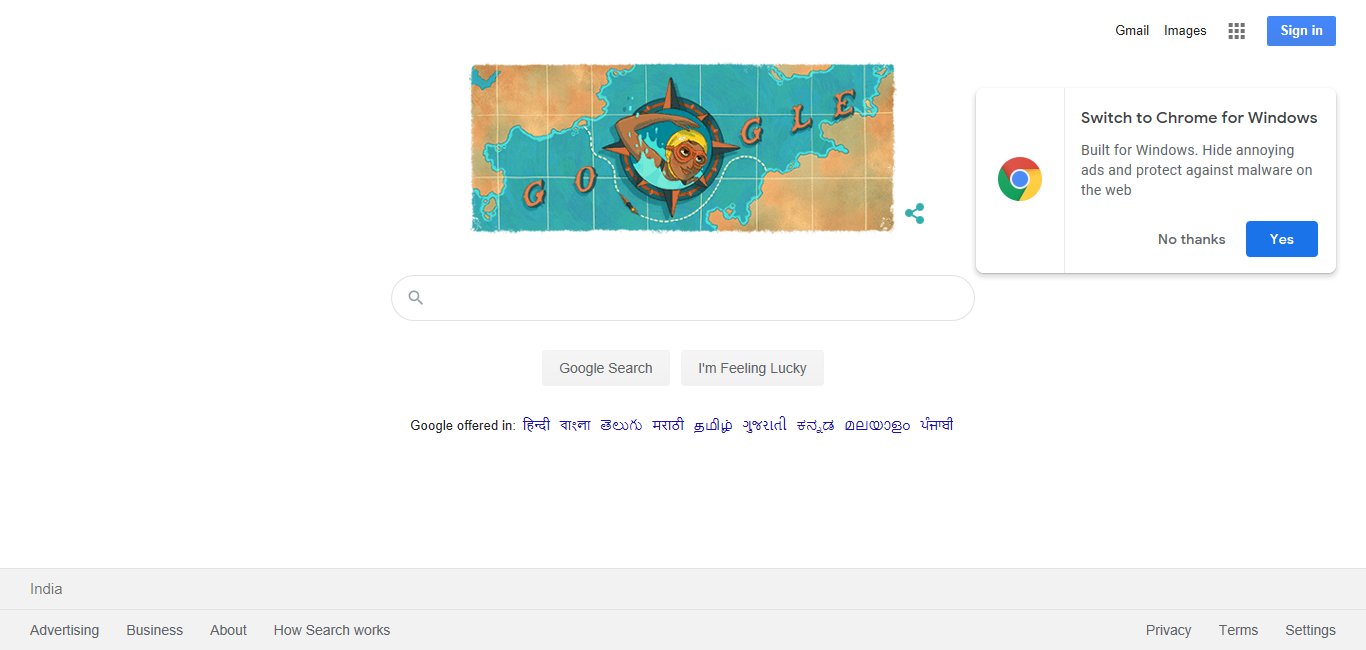 Gmail Images Sign in
GO GLE
Switch to Chrome for Windows
Built for Windows. Hide annoying
ads and protect against malware on
the web
No thanks Yes
Google Search I'm Feeling Lucky
Google offered in: हिन्दी বাংলা తెలుగు मराठी தமிழ் ગુજરાતી ಕನ್ನಡ മലയാളം ਪੰਜਾਬੀ
India
Advertising Business About How Search works Privacy Terms Settings